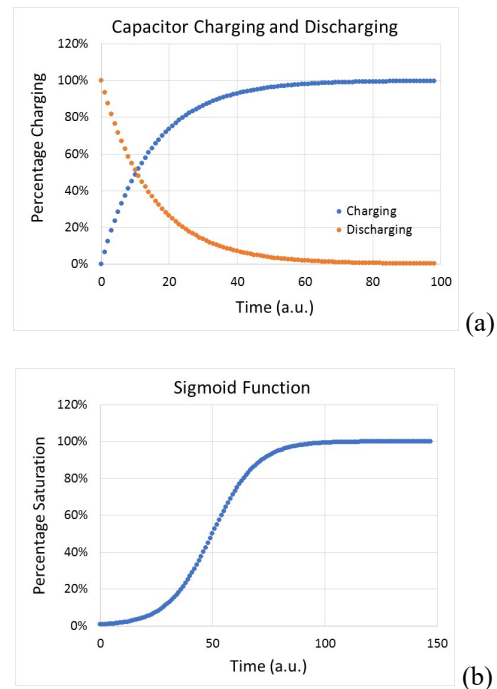 Capacitor Charging and Discharging
120%
100%
80%
60%
40%
20%
0%
Percentage Charging
Charging
Discharging
0 20 40 60 80 100
Time (a.u.)
(a)
Sigmoid Function
120%
100%
80%
60%
40%
20%
0%
Percentage Saturation
0 50 100 150
Time (a.u.)
(b)